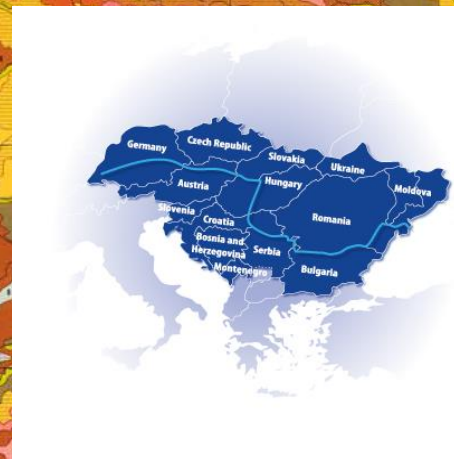 Germany
Czech Republic
Slovakia
Ukraine
Austria
Hungary
Moldova
Slovenia
Croatia
Romania
Bosnia and
Herzegovina
Serbia
Montenegro
Bulgaria